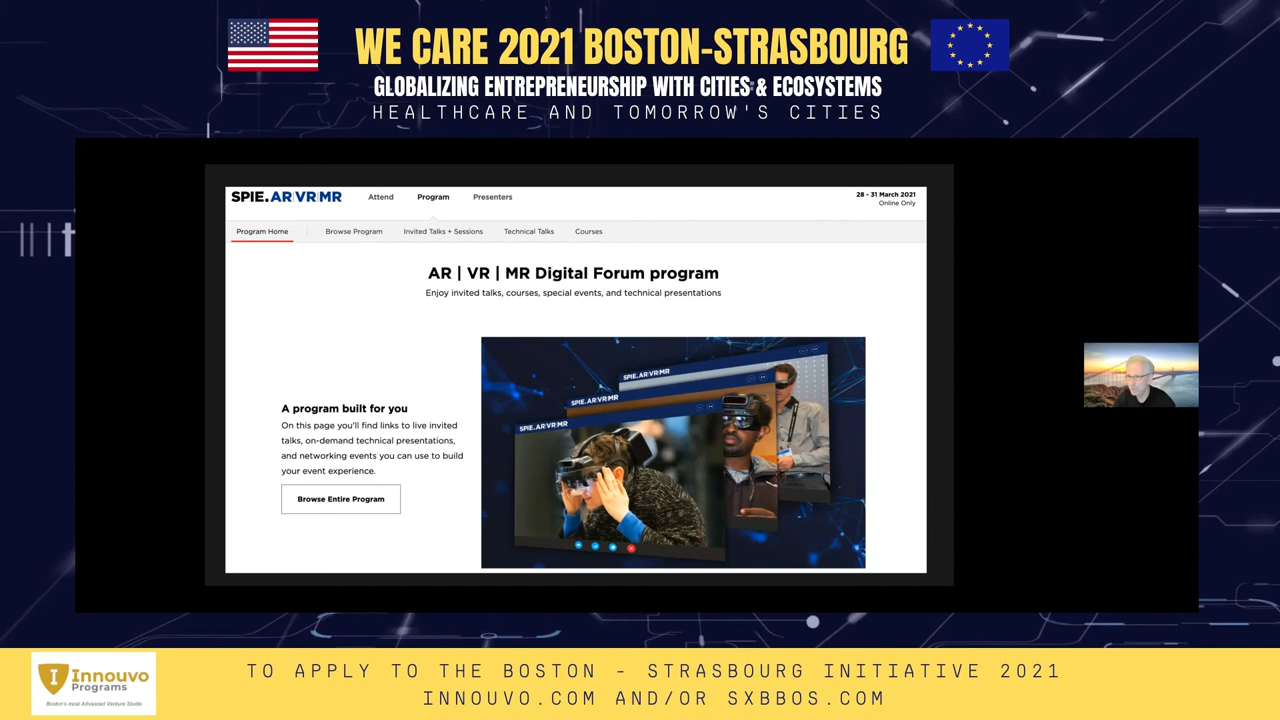 WE CARE 2021 BOSTON-STRASBOURG
GLOBALIZING ENTREPRENEURSHIP WITH CITIES & ECOSYSTEMS
HEALTHCARE AND TOMORROW'S CITIES
SPIE. AR|VR|MR
Attend Program Presenters
28 - 31 March 2021
Online Only
Program Home Browse Program Invited Talks + Sessions Technical Talks Courses
AR | VR | MR Digital Forum program
Enjoy invited talks, courses, special events, and technical presentations
A program built for you
On this page you'll find links to live invited
talks, on-demand technical presentations,
and networking events you can use to build
your event experience.
Browse Entire Program
SPIE.AR|VR|MR
SPIE.AR|VR|MR
SPIE.AR|VR|MR
I Innouvo
Programs
Boston's most Advanced Venture Studio
TO APPLY TO THE BOSTON - STRASBOURG INITIATIVE 2021
INNOUVO.COM AND/OR SXBBOS.COM